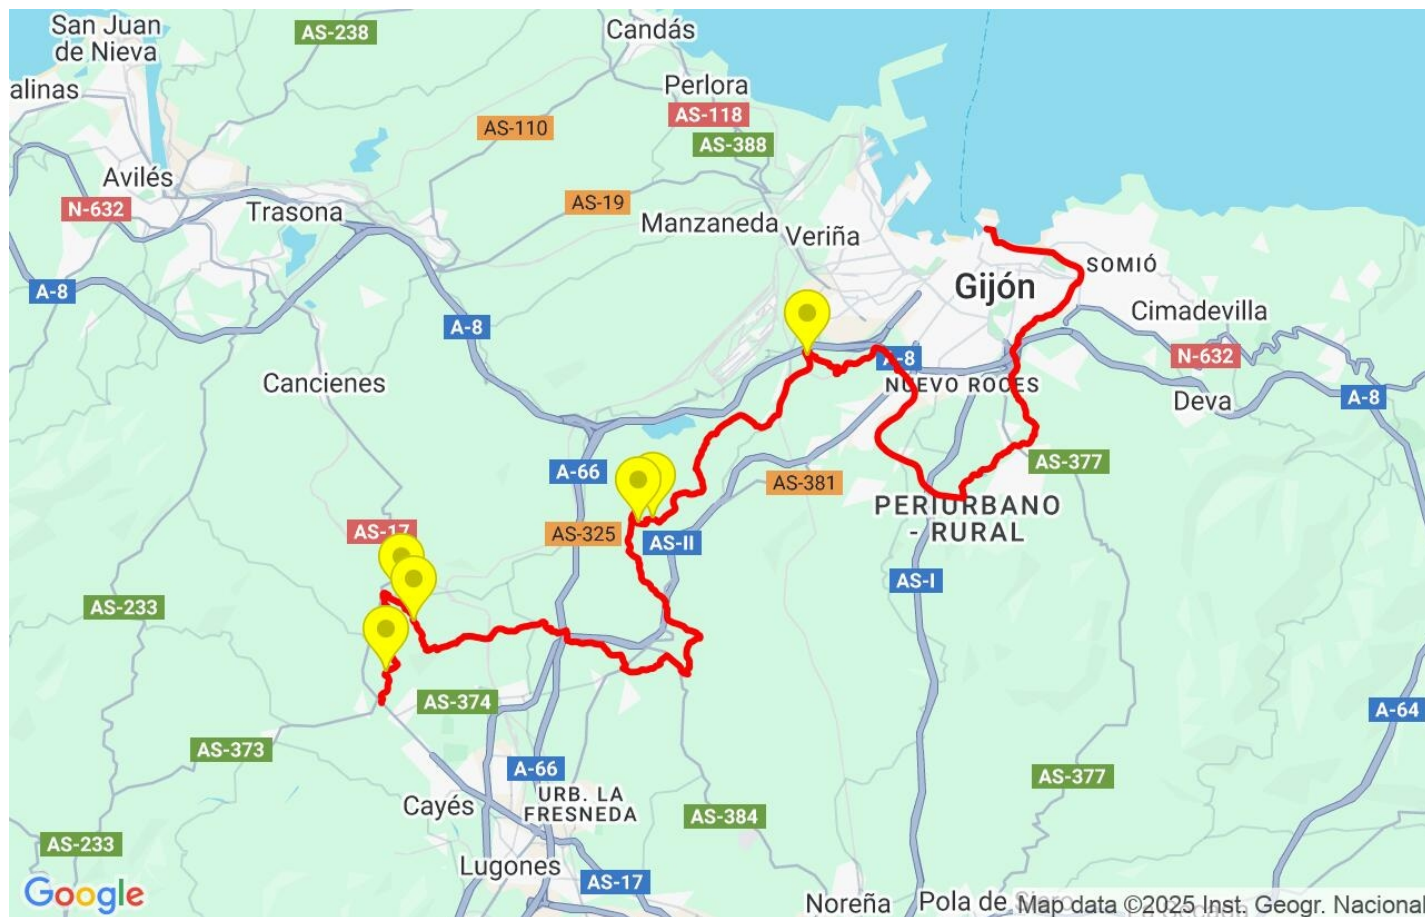 San Juan
de Nieva
AS-238
Candás
alinas
Perlora
AS-118
AS-110
AS-388
Avilés
N-632
Trasona
AS-19
Manzaneda
Veriña
SOMIÓ
A-8
Gijón
Cimadevilla
A-8
A-8
N-632
Cancienes
NUEVO ROCES
Deva
A-8
AS-377
A-66
AS-381
PERIURBANO
- RURAL
AS-17
AS-325
AS-II
AS-I
AS-233
AS-374
A-64
AS-373
A-66
AS-377
URB. LA
FRESNEDA
Cayés
AS-384
AS-233
Lugones
AS-17
Google
Noreña
Pola de
Map data ©2025 Inst. Geogr. Naciona